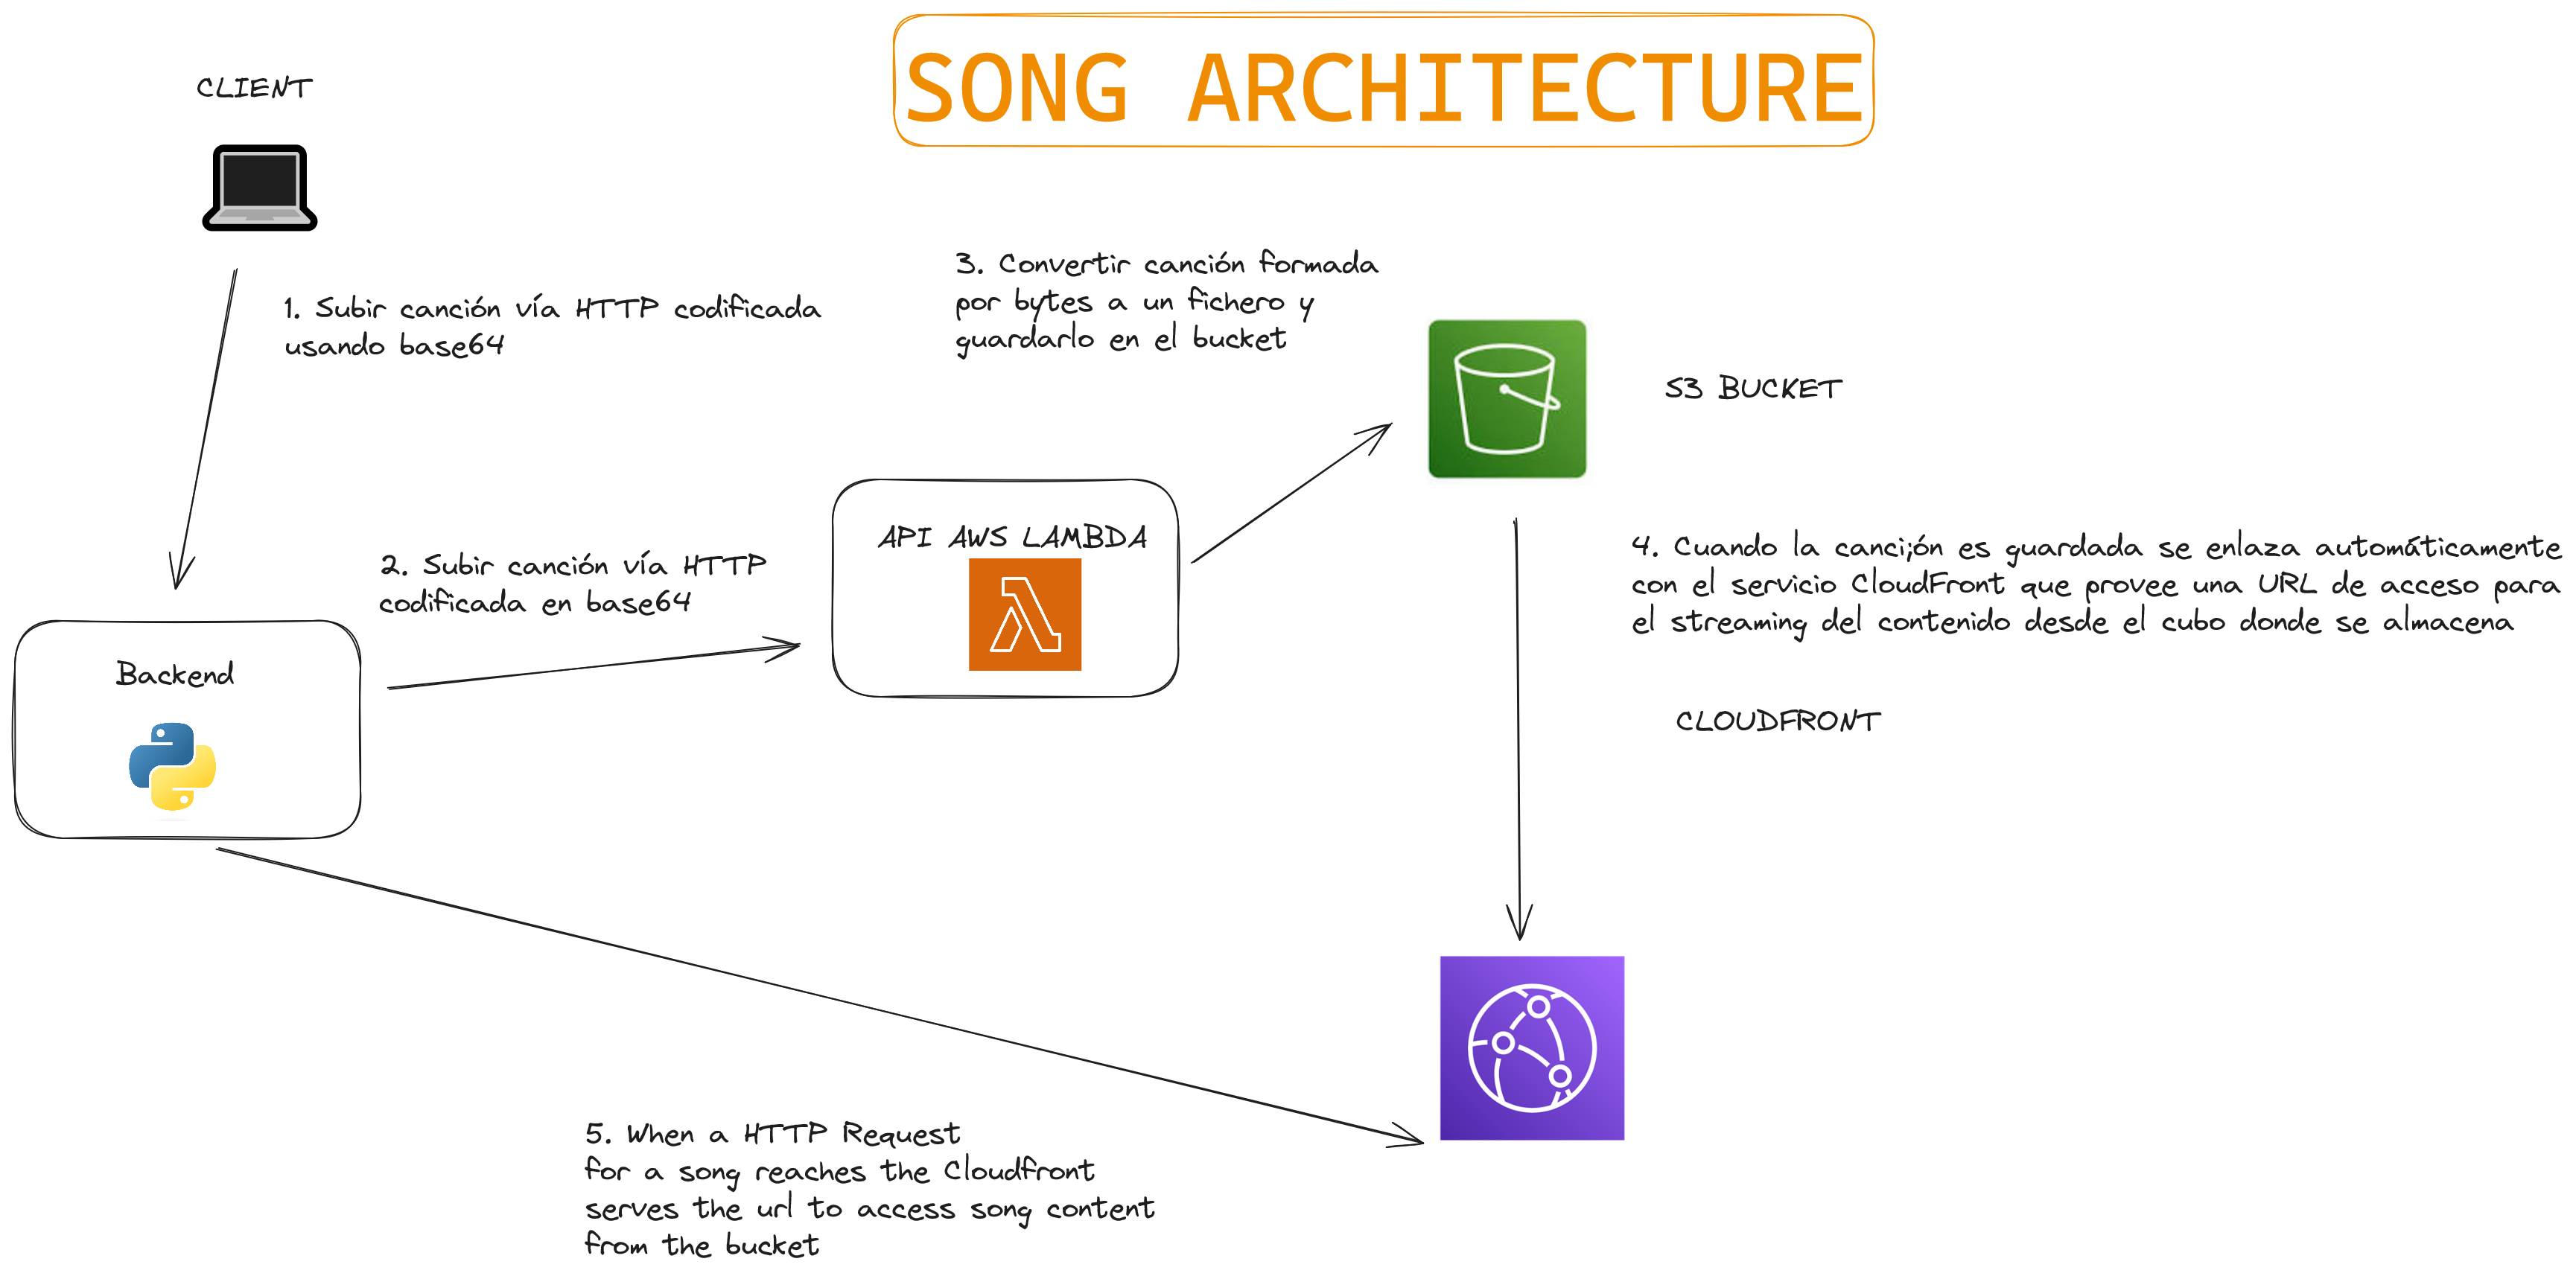 SONG ARCHITECTURE
CLIENT
1. Subir canción vía HTTP codificada
usando base64
3. Convertir canción formada
por bytes a un fichero y
guardarlo en el bucket
S3 BUCKET
2. Subir canción vía HTTP
codificada en base64
API AWS LAMBDA
4. Cuando la canci;ón es guardada se enlaza automáticamente
con el servicio CloudFront que provee una URL de acceso para
el streaming del contenido desde el cubo donde se almacena
Backend
CLOUDFRONT
5. When a HTTP Request
for a song reaches the Cloudfront
serves the url to access song content
from the bucket